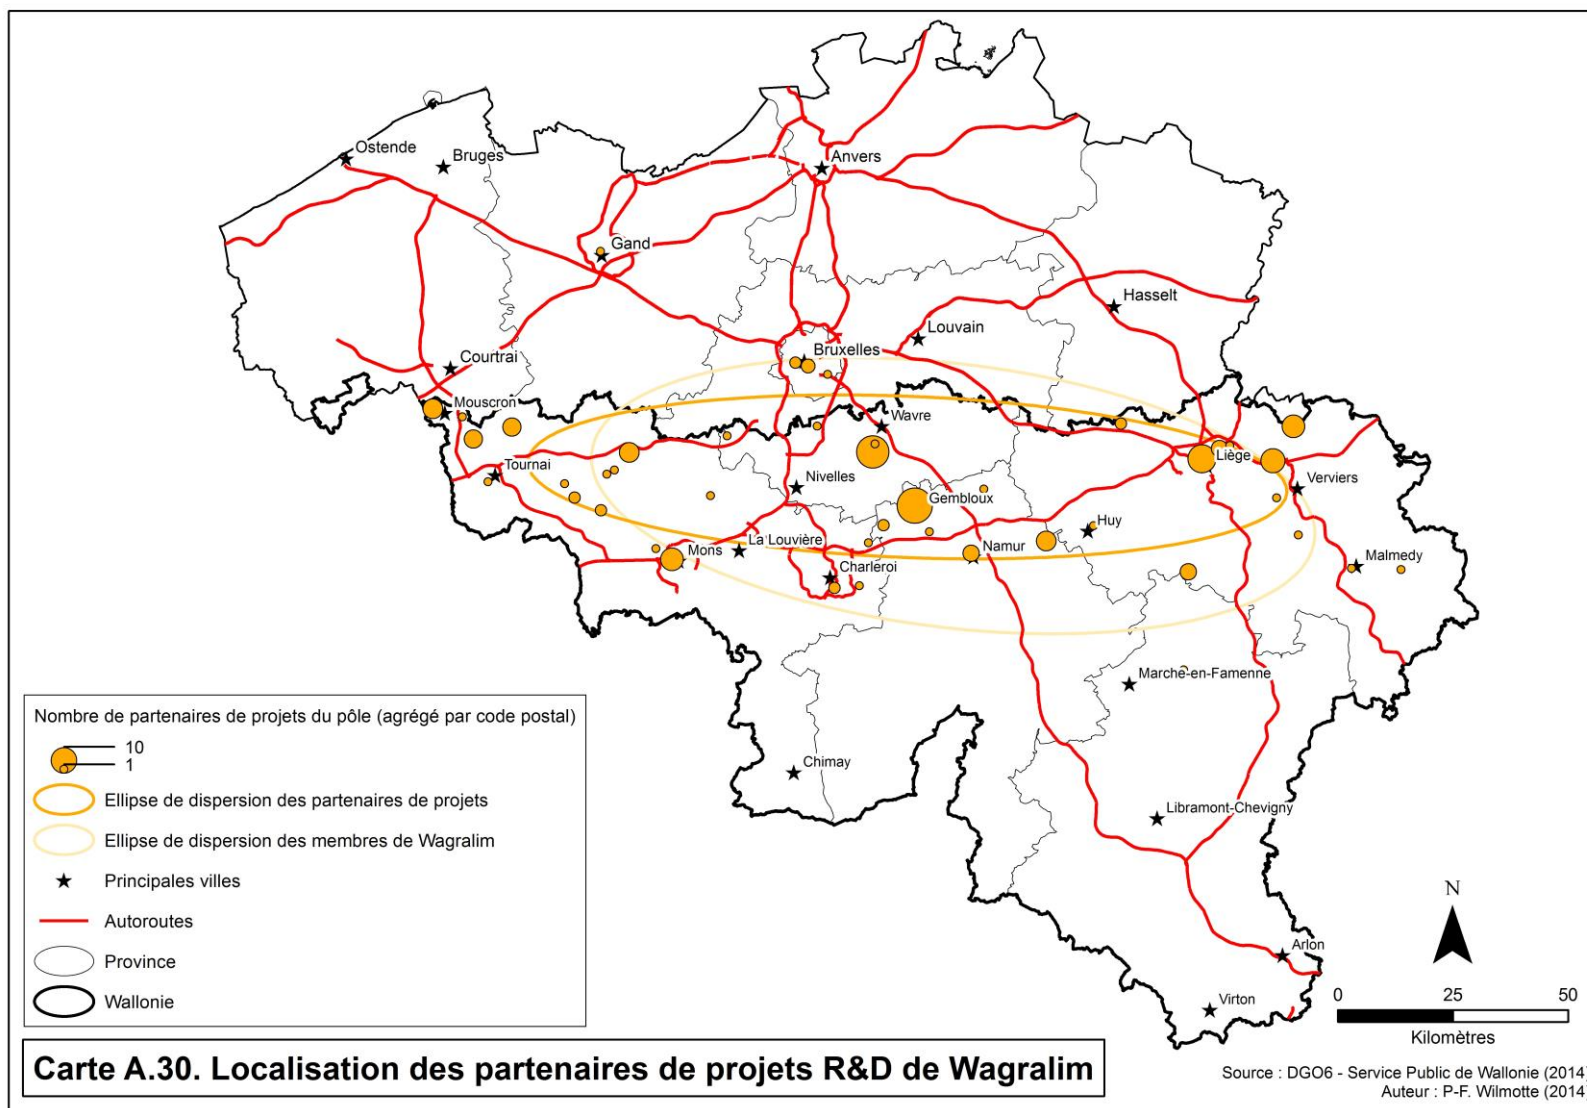 Ostende
Bruges
Anvers
Gand
Hasselt
Louvain
Bruxelles
Courtrai
Mouscron
Wavre
Tournai
Liège
Nivelles
Verviers
Gembloux
Huy
La Louvière
Namur
Mons
Malmedy
Charleroi
Marche-en-Famenne
Chimay
Libramont-Chevigny
Arlon
Virton
Nombre de partenaires de projets du pôle (agrégé par code postal)
10
1
Ellipse de dispersion des partenaires de projets
Ellipse de dispersion des membres de Wagralim
Principales villes
Autoroutes
Province
Wallonie
N
0 25 50
Kilomètres
Carte A.30. Localisation des partenaires de projets R&D de Wagralim
Source : DGO6 - Service Public de Wallonie (2014)
Auteur : P-F. Wilmotte (2014)